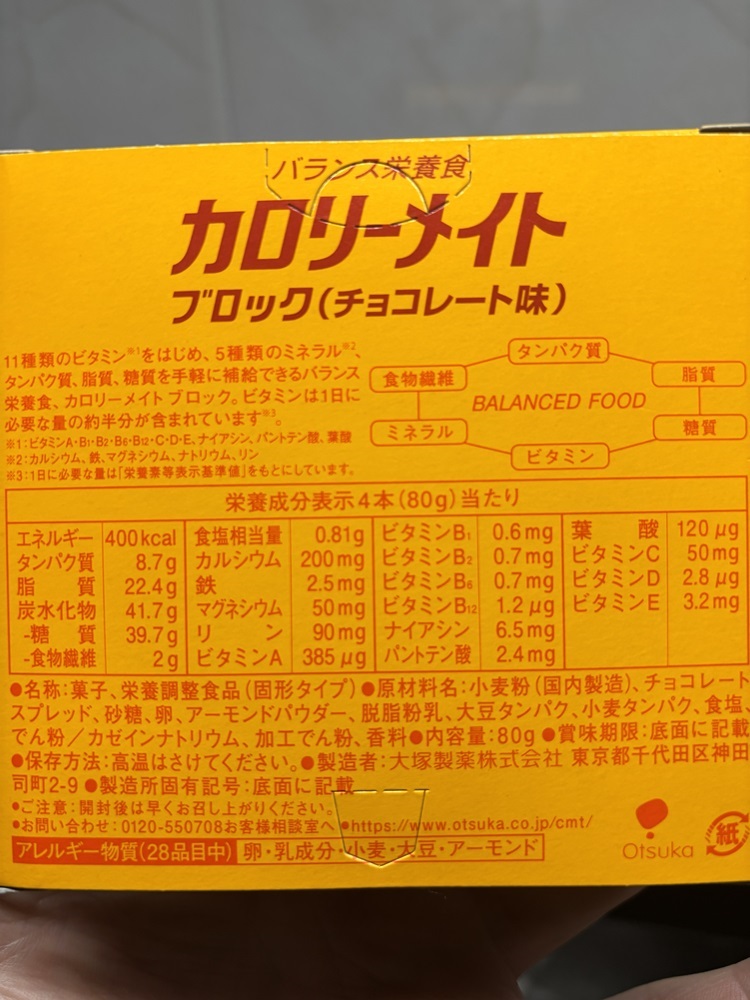 バランス栄養食
カロリーメイト
ブロック(チョコレート味)
11種類のビタミン※1をはじめ、5種類のミネラル※2、
タンパク質、脂質、糖質を手軽に補給できるバランス
栄養食、カロリーメイト ブロック。ビタミンは1日に
必要な量の約半分が含まれています※3。
※1:ビタミンA・B1・B2・B6・B12・C・D・E、ナイアシン、パントテン酸、葉酸
※2:カルシウム、鉄、マグネシウム、ナトリウム、リン
※3:1日に必要な量は「栄養素等表示基準値」をもとにしています。
タンパク質
食物繊維
脂質
BALANCED FOOD
ミネラル
糖質
ビタミン
栄養成分表示4本(80g)当たり
エネルギー 400kcal 食塩相当量 0.81g ビタミンB1 0.6mg 葉酸 120μg
タンパク質 8.7g カルシウム 200mg ビタミンB2 0.7mg ビタミンC 50mg
脂質 22.4g 鉄 2.5mg ビタミンB6 0.7mg ビタミンD 2.8μg
炭水化物 41.7g マグネシウム 50mg ビタミンB12 1.2μg ビタミンE 3.2mg
-糖質 39.7g リン 90mg ナイアシン 6.5mg
-食物繊維 2g ビタミンA 385μg パントテン酸 2.4mg
●名称:菓子、栄養調整食品(固形タイプ)●原材料名:小麦粉(国内製造)、チョコレート
スプレッド、砂糖、卵、アーモンドパウダー、脱脂粉乳、大豆タンパク、小麦タンパク、食塩、
でん粉/カゼインナトリウム、加工でん粉、香料●内容量:80g●賞味期限:底面に記載
●保存方法:高温はさけてください。●製造者:大塚製薬株式会社 東京都千代田区神田
司町2-9 ●製造所固有記号:底面に記載
●ご注意:開封後は早くお召し上がりください。
●お問い合わせ:0120-550708お客様相談室へ ●https://www.otsuka.co.jp/cmt/
アレルギー物質(28品目中) 卵・乳成分・小麦・大豆・アーモンド
Otsuka
紙